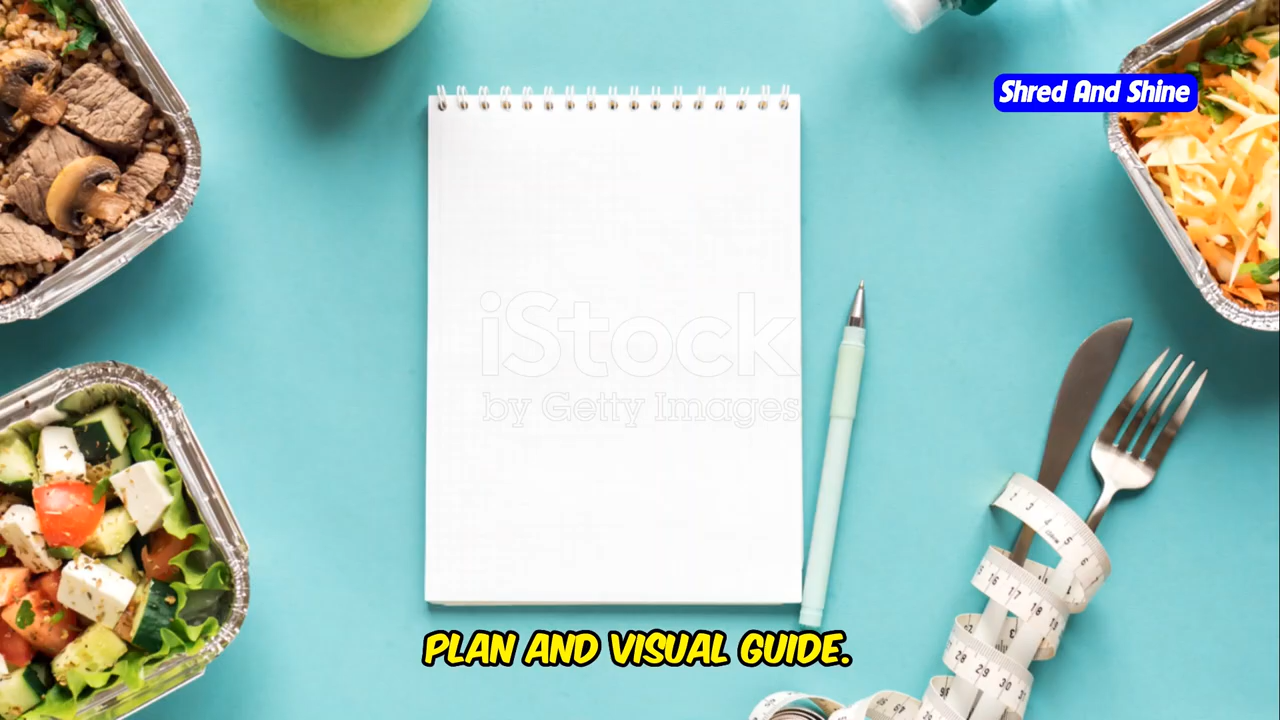 Shred And Shine
iStock
by Getty Images
PLAN AND VISUAL GUIDE.